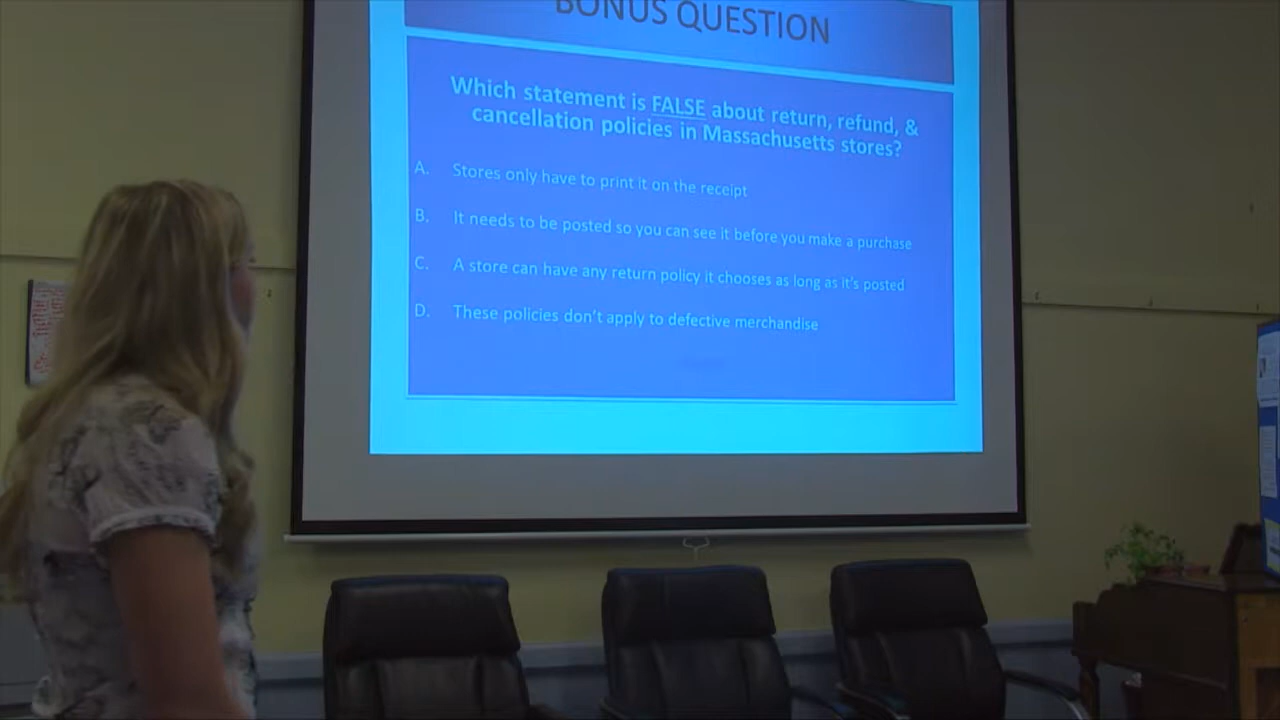 BONUS QUESTION
Which statement is FALSE about return, refund, &
cancellation policies in Massachusetts stores?
A. Stores only have to print it on the receipt
B. It needs to be posted so you can see it before you make a purchase
C. A store can have any return policy it chooses as long as it's posted
D. These policies don't apply to defective merchandise